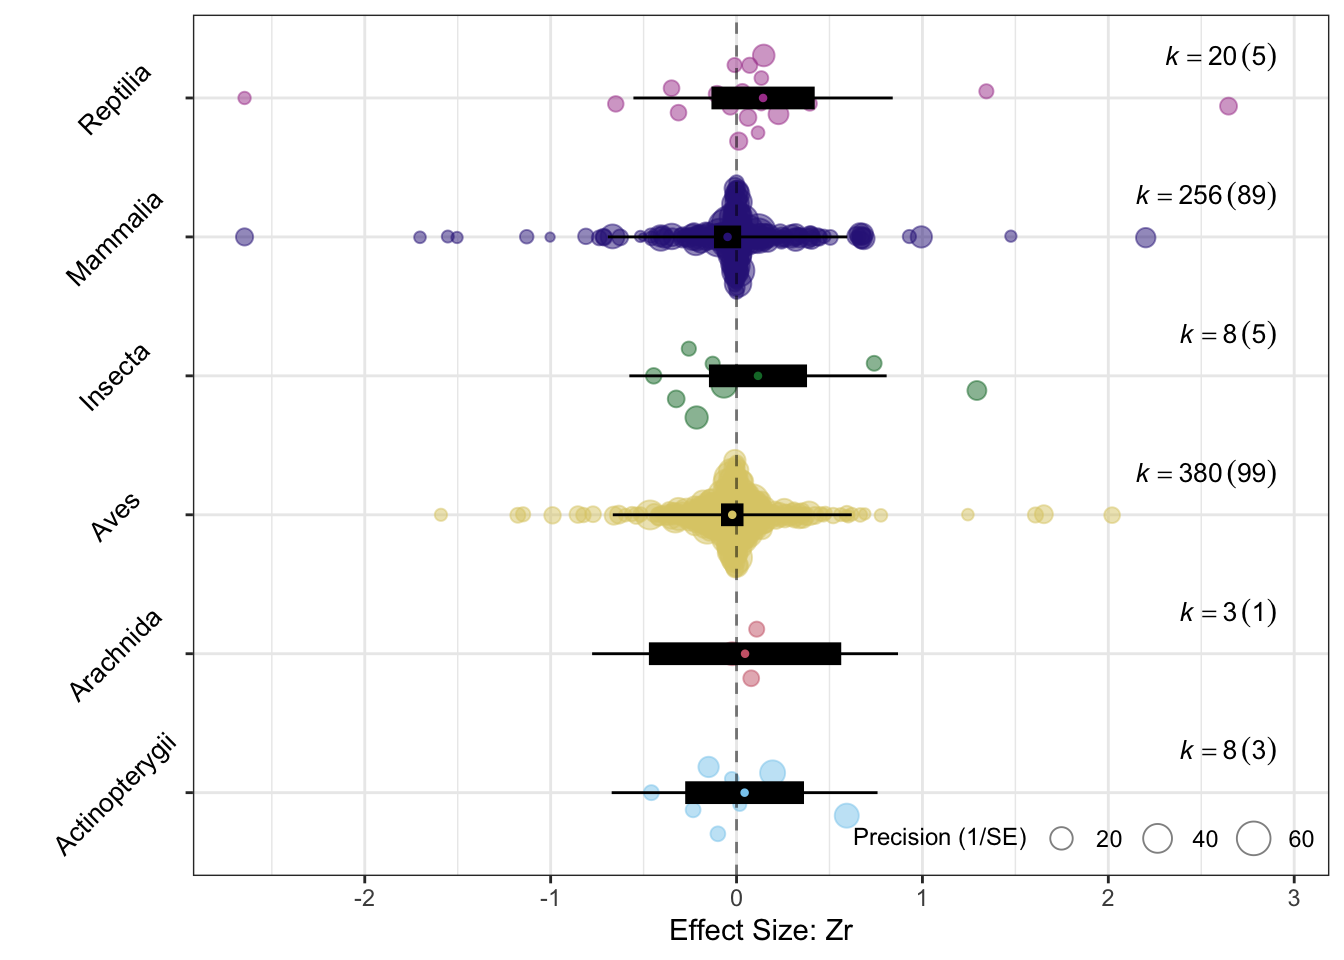 Reptilia
k = 20 (5)
Mammalia
k = 256 (89)
Insecta
k = 8 (5)
Aves
k = 380 (99)
Arachnida
k = 3 (1)
Actinopterygii
k = 8 (3)
Precision (1/SE) 20 40 60
-2 -1 0 1 2 3
Effect Size: Zr